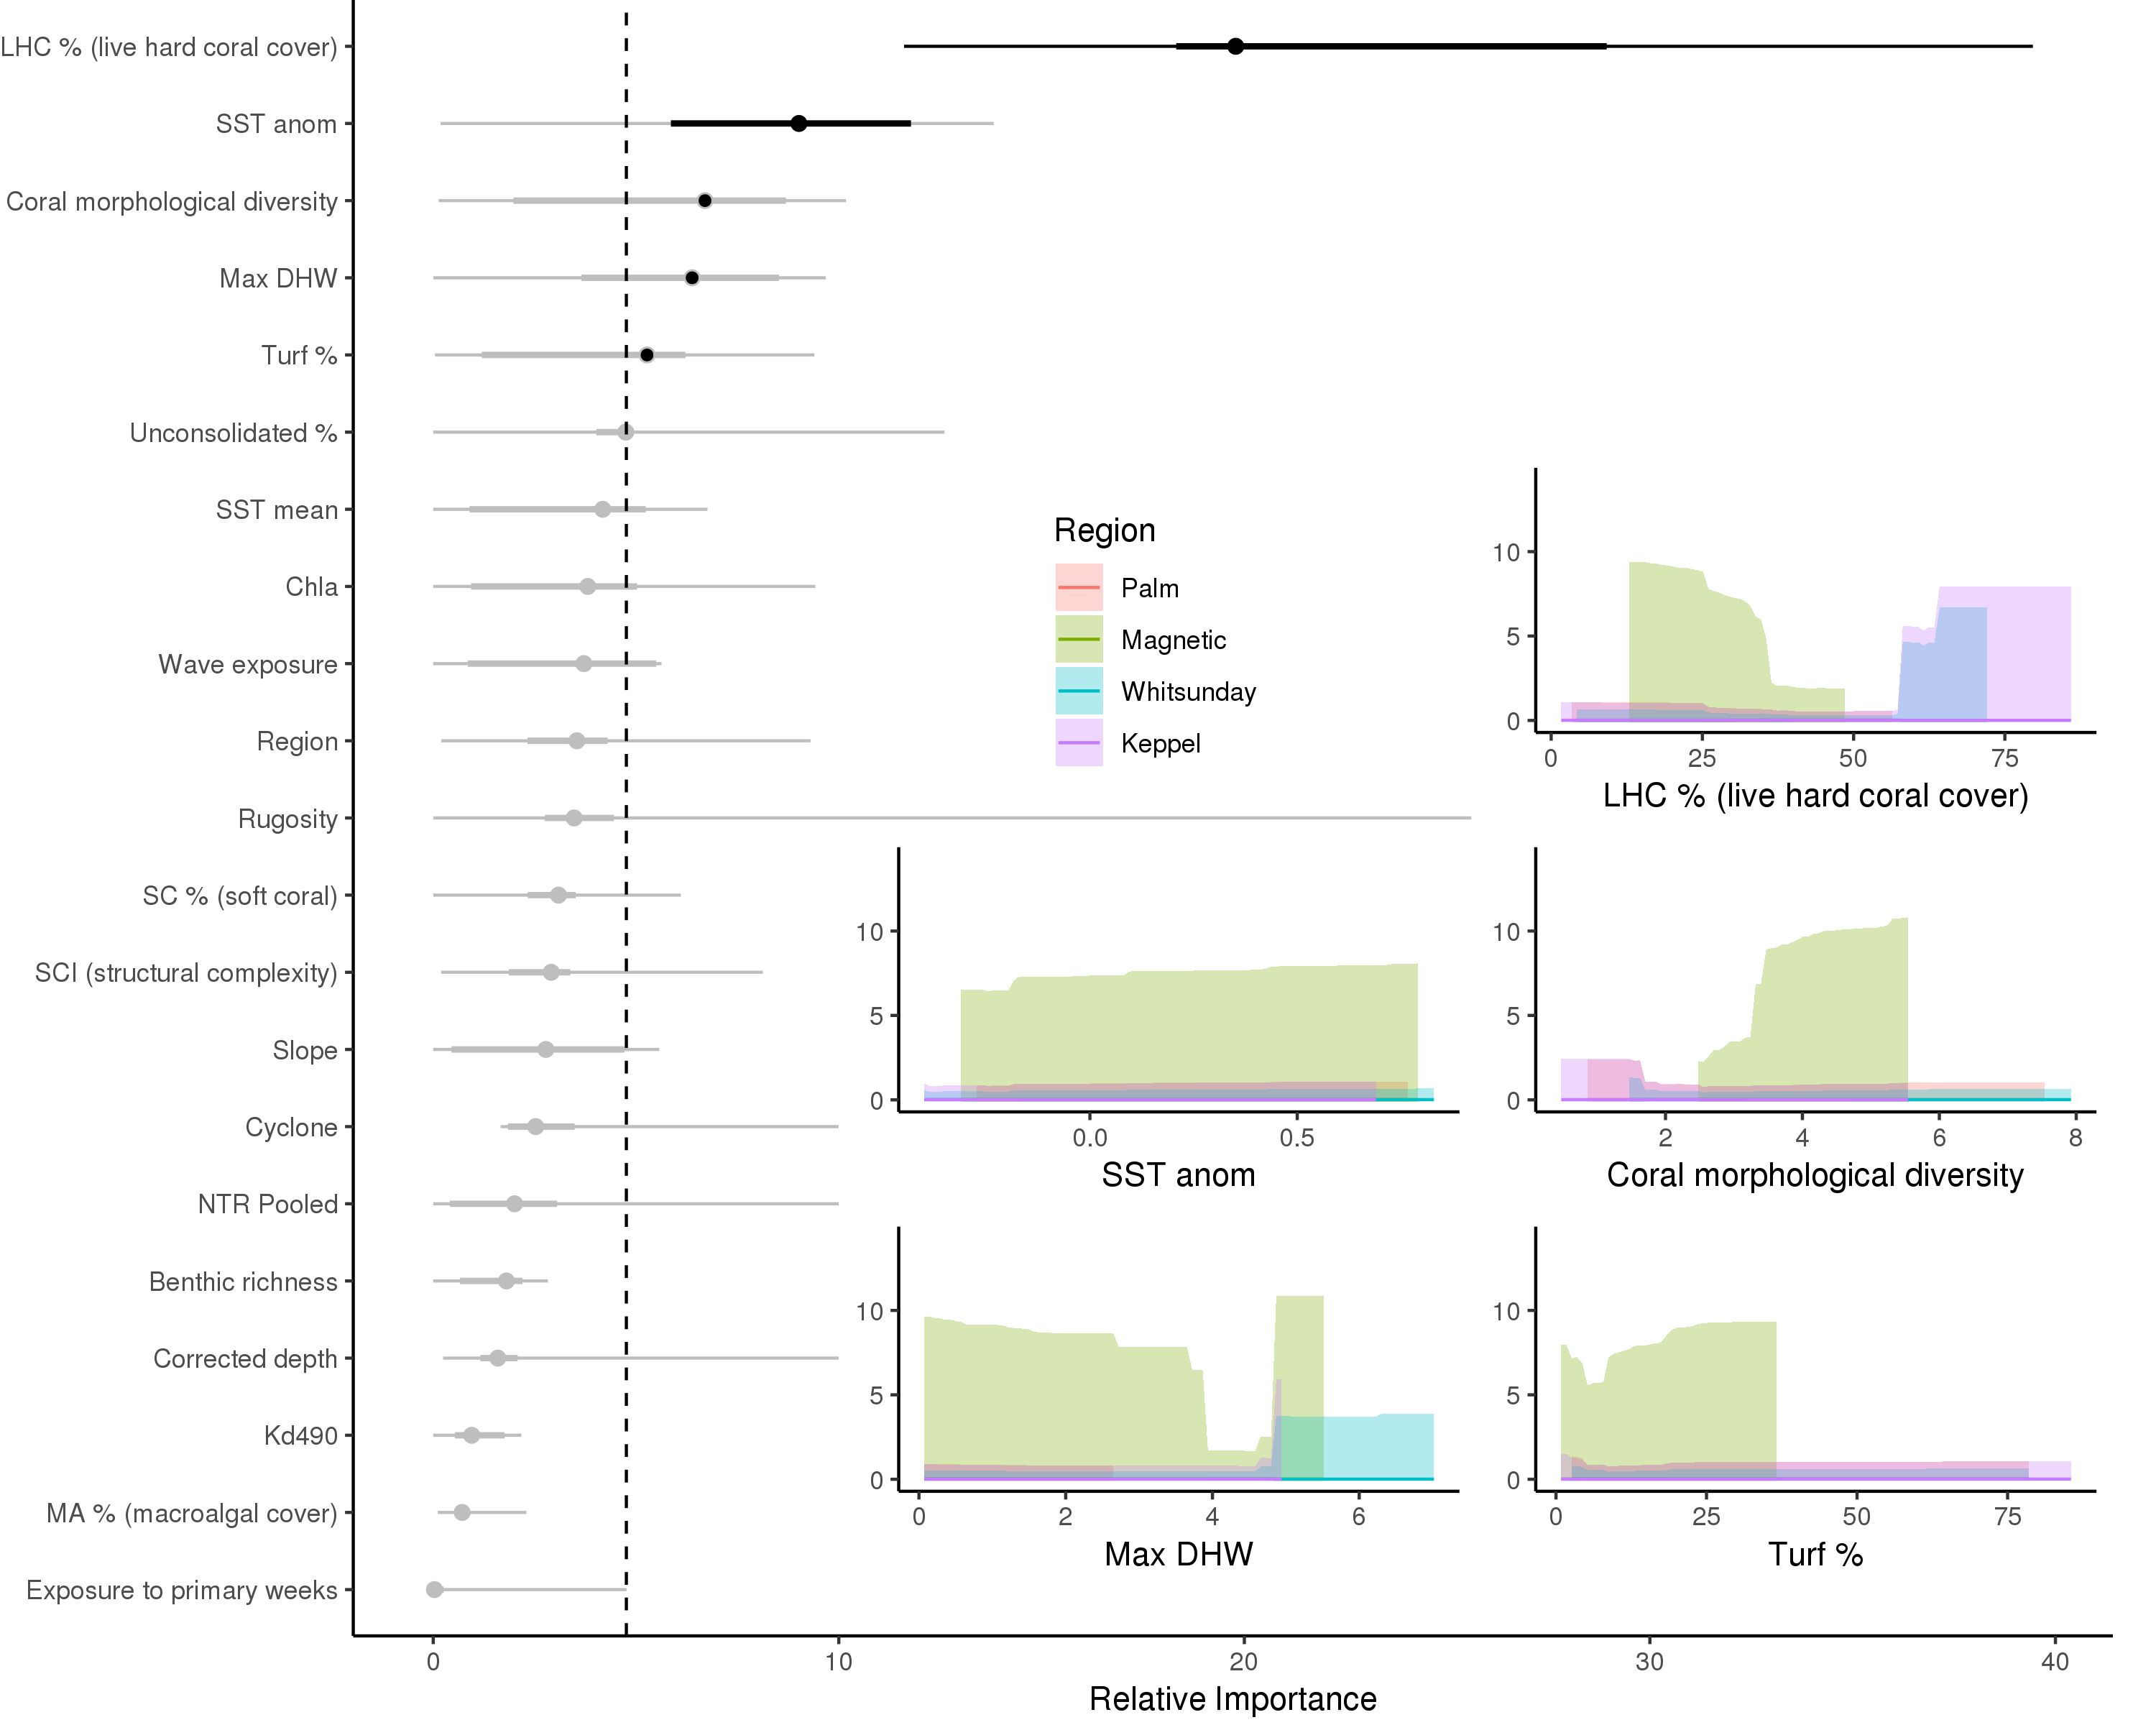 LHC % (live hard coral cover)
SST anom
Coral morphological diversity
Max DHW
Turf %
Unconsolidated %
SST mean
Chla
Wave exposure
Region
Rugosity
SC % (soft coral)
SCI (structural complexity)
Slope
Cyclone
NTR Pooled
Benthic richness
Corrected depth
Kd490
MA % (macroalgal cover)
Exposure to primary weeks
0 10 20 30 40
Relative Importance
Region
Palm
Magnetic
Whitsunday
Keppel
10
5
0
0 25 50 75
LHC % (live hard coral cover)
10
5
0
0.0 0.5
SST anom
10
5
0
2 4 6 8
Coral morphological diversity
10
5
0
0 2 4 6
Max DHW
10
5
0
0 25 50 75
Turf %